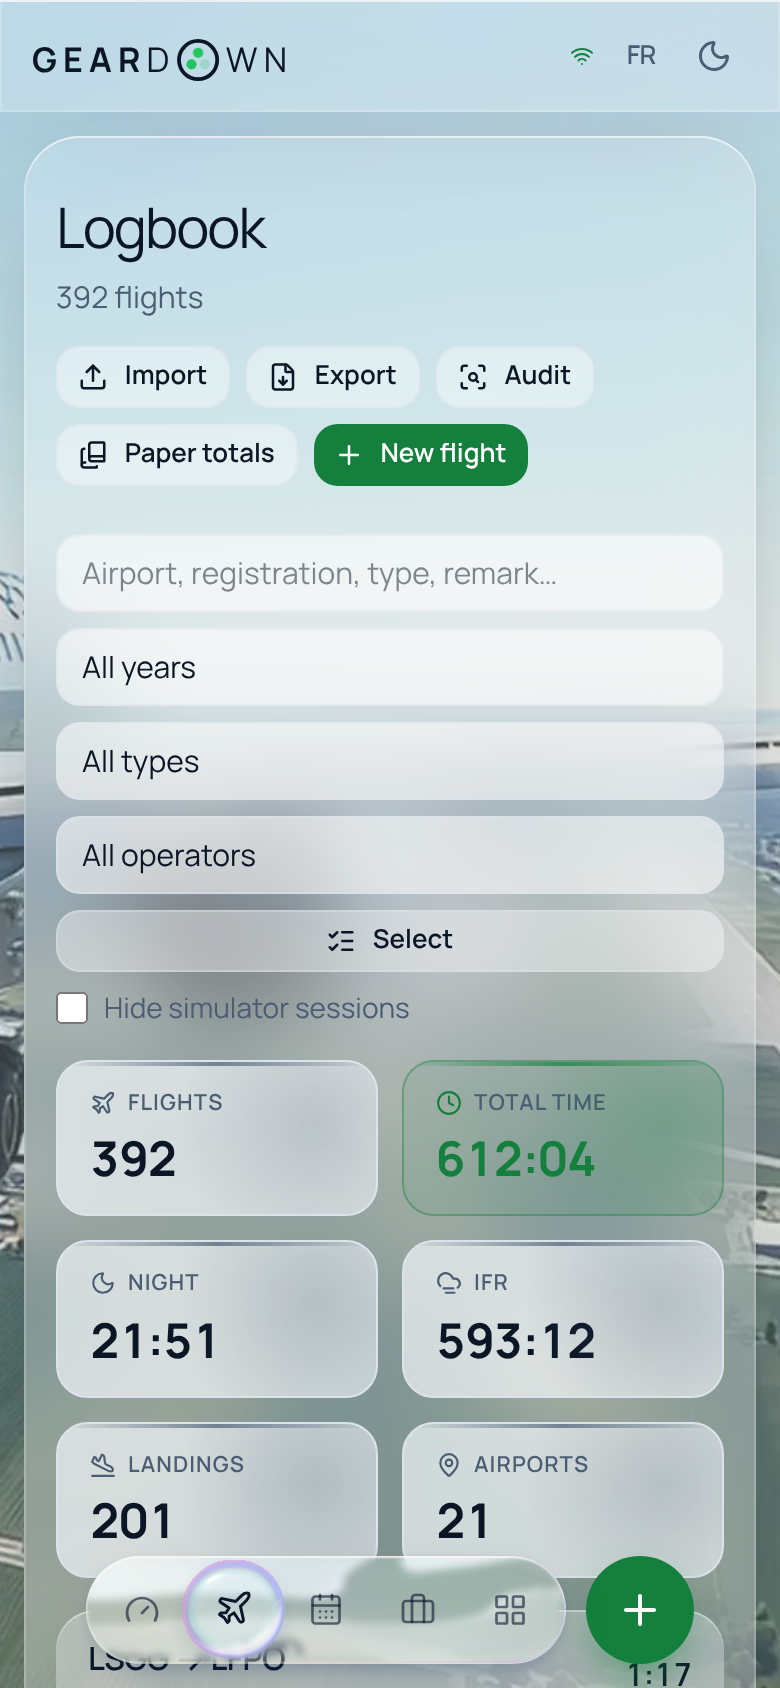 GEARDOWN
FR
Logbook
392 flights
Import
Export
Audit
Paper totals
New flight
Airport, registration, type, remark...
All years
All types
All operators
Select
Hide simulator sessions
FLIGHTS
392
TOTAL TIME
612:04
NIGHT
21:51
IFR
593:12
LANDINGS
201
AIRPORTS
21
LSGG → LFPO
1:17